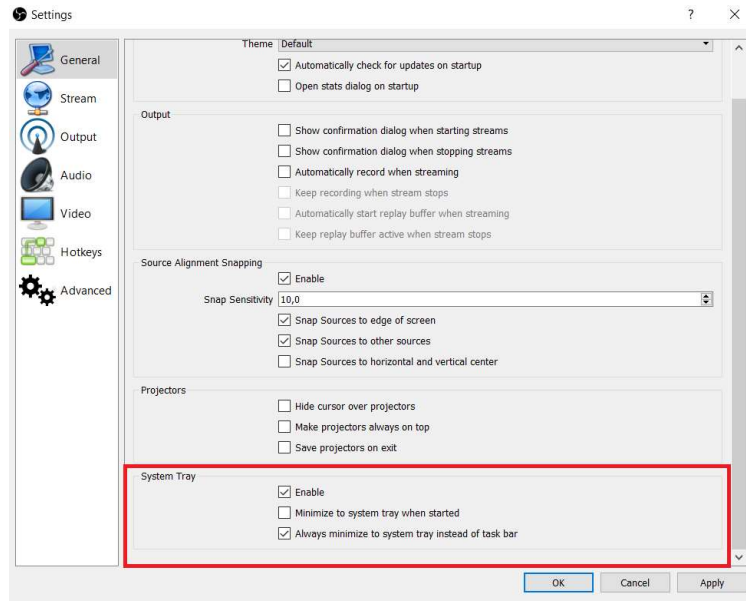 Settings
?
General
Stream
Output
Audio
Video
Hotkeys
Advanced
Theme Default
Automatically check for updates on startup
Open stats dialog on startup
Output
Show confirmation dialog when starting streams
Show confirmation dialog when stopping streams
Automatically record when streaming
Keep recording when stream stops
Automatically start replay buffer when streaming
Keep replay buffer active when stream stops
Source Alignment Snapping
Enable
Snap Sensitivity 10,0
Snap Sources to edge of screen
Snap Sources to other sources
Snap Sources to horizontal and vertical center
Projectors
Hide cursor over projectors
Make projectors always on top
Save projectors on exit
System Tray
Enable
Minimize to system tray when started
Always minimize to system tray instead of task bar
OK Cancel Apply